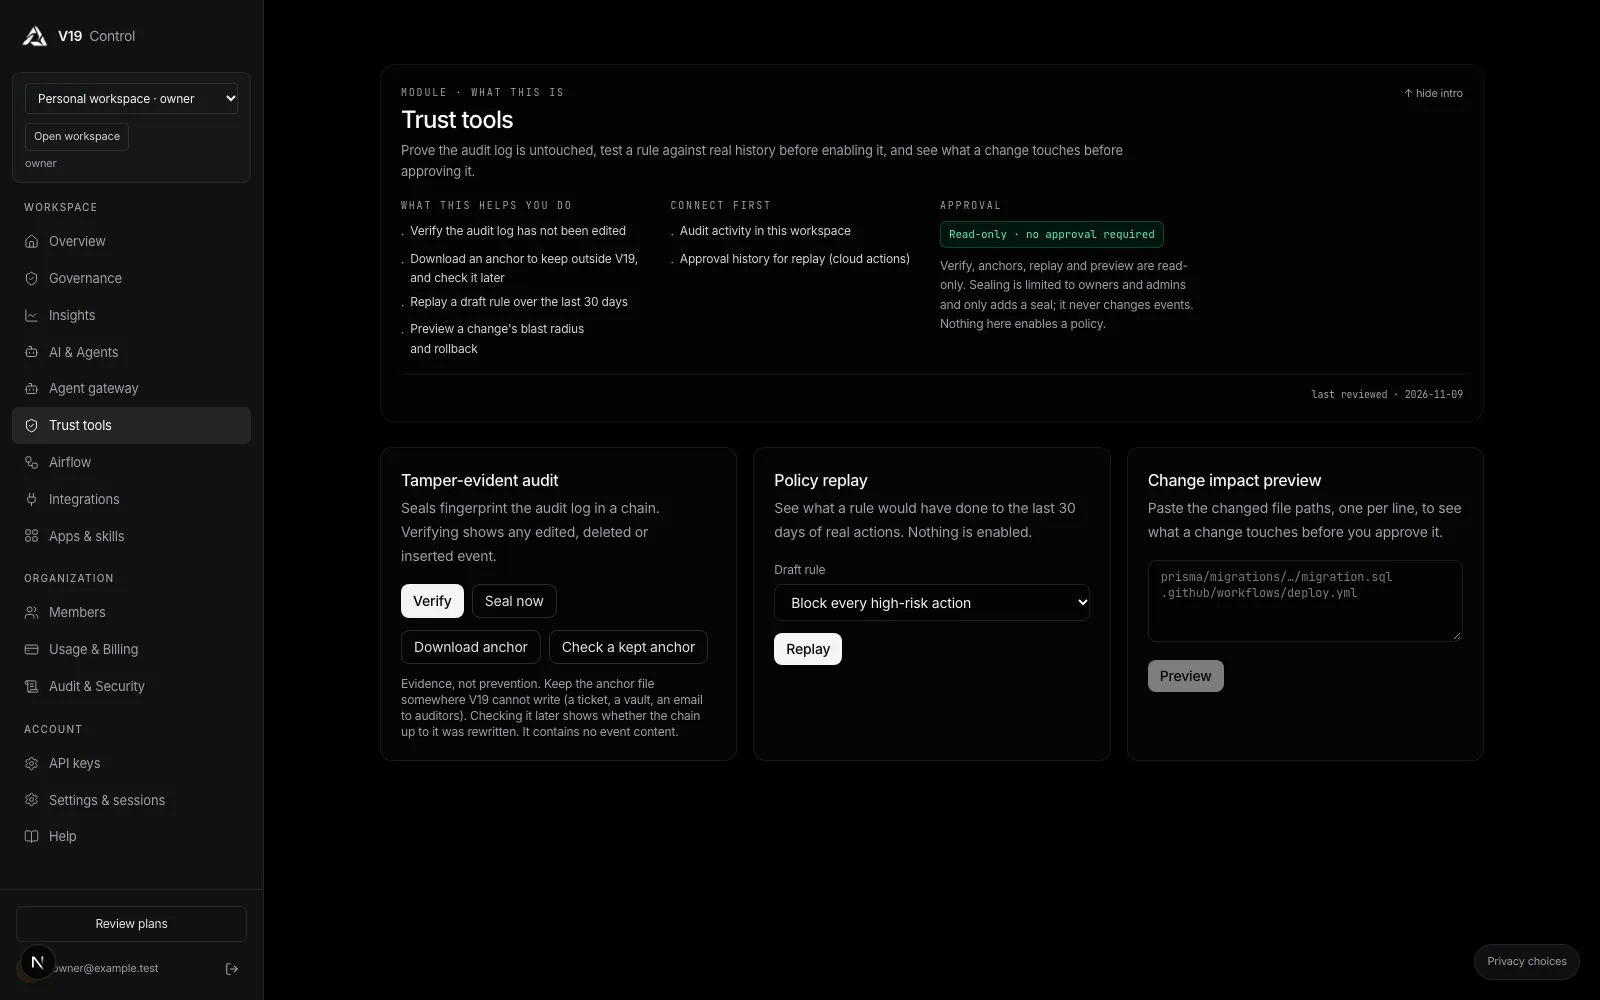 V19 Control
Personal workspace · owner
Open workspace
owner
WORKSPACE
Overview
Governance
Insights
AI & Agents
Agent gateway
Trust tools
Airflow
Integrations
Apps & skills
ORGANIZATION
Members
Usage & Billing
Audit & Security
ACCOUNT
API keys
Settings & sessions
Help
Review plans
N
owner@example.test
MODULE · WHAT THIS IS
↑ hide intro
Trust tools
Prove the audit log is untouched, test a rule against real history before enabling it, and see what a change touches before
approving it.
WHAT THIS HELPS YOU DO
· Verify the audit log has not been edited
· Download an anchor to keep outside V19,
and check it later
· Replay a draft rule over the last 30 days
· Preview a change's blast radius
and rollback
CONNECT FIRST
· Audit activity in this workspace
· Approval history for replay (cloud actions)
APPROVAL
Read-only · no approval required
Verify, anchors, replay and preview are read-
only. Sealing is limited to owners and admins
and only adds a seal; it never changes events.
Nothing here enables a policy.
last reviewed · 2026-11-09
Tamper-evident audit
Seals fingerprint the audit log in a chain.
Verifying shows any edited, deleted or
inserted event.
Verify
Seal now
Download anchor
Check a kept anchor
Evidence, not prevention. Keep the anchor file
somewhere V19 cannot write (a ticket, a vault, an email
to auditors). Checking it later shows whether the chain
up to it was rewritten. It contains no event content.
Policy replay
See what a rule would have done to the last 30
days of real actions. Nothing is enabled.
Draft rule
Block every high-risk action
Replay
Change impact preview
Paste the changed file paths, one per line, to see
what a change touches before you approve it.
prisma/migrations/…/migration.sql
.github/workflows/deploy.yml
Preview
Privacy choices